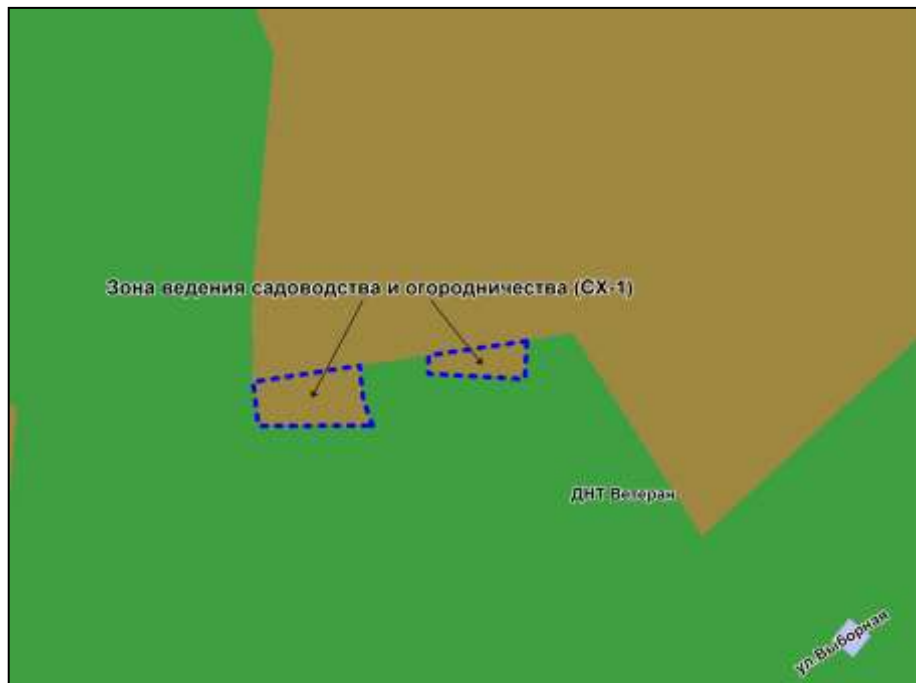 Зона ведения садоводства и огородничества (СХ-1)
ДНТ Ветеран
ул.Выборная